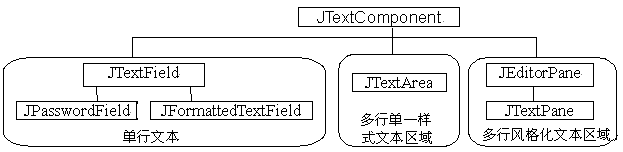 JTextComponent
JTextField
JPasswordField
JFormattedTextField
单行文本
JTextArea
多行单一样
式文本区域
JEditorPane
JTextPane
多行风格化文本区域.